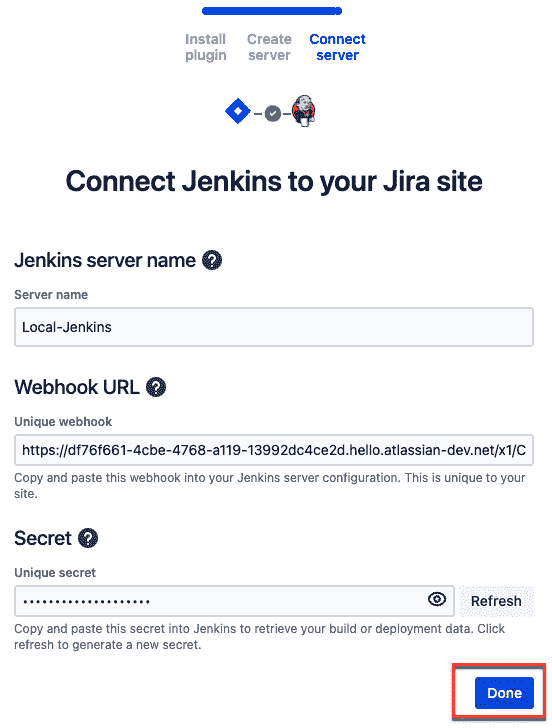 Install Create Connect
plugin server server
Connect Jenkins to your Jira site
Jenkins server name ?
Server name
Local-Jenkins
Webhook URL ?
Unique webhook
https://df76f661-4cbe-4768-a119-13992dc4ce2d.hello.atlassian-dev.net/x1/C
Copy and paste this webhook into your Jenkins server configuration. This is unique to your
site.
Secret ?
Unique secret
•••••••••••••••••••• Refresh
Copy and paste this secret into Jenkins to retrieve your build or deployment data. Click
refresh to generate a new secret.
Done